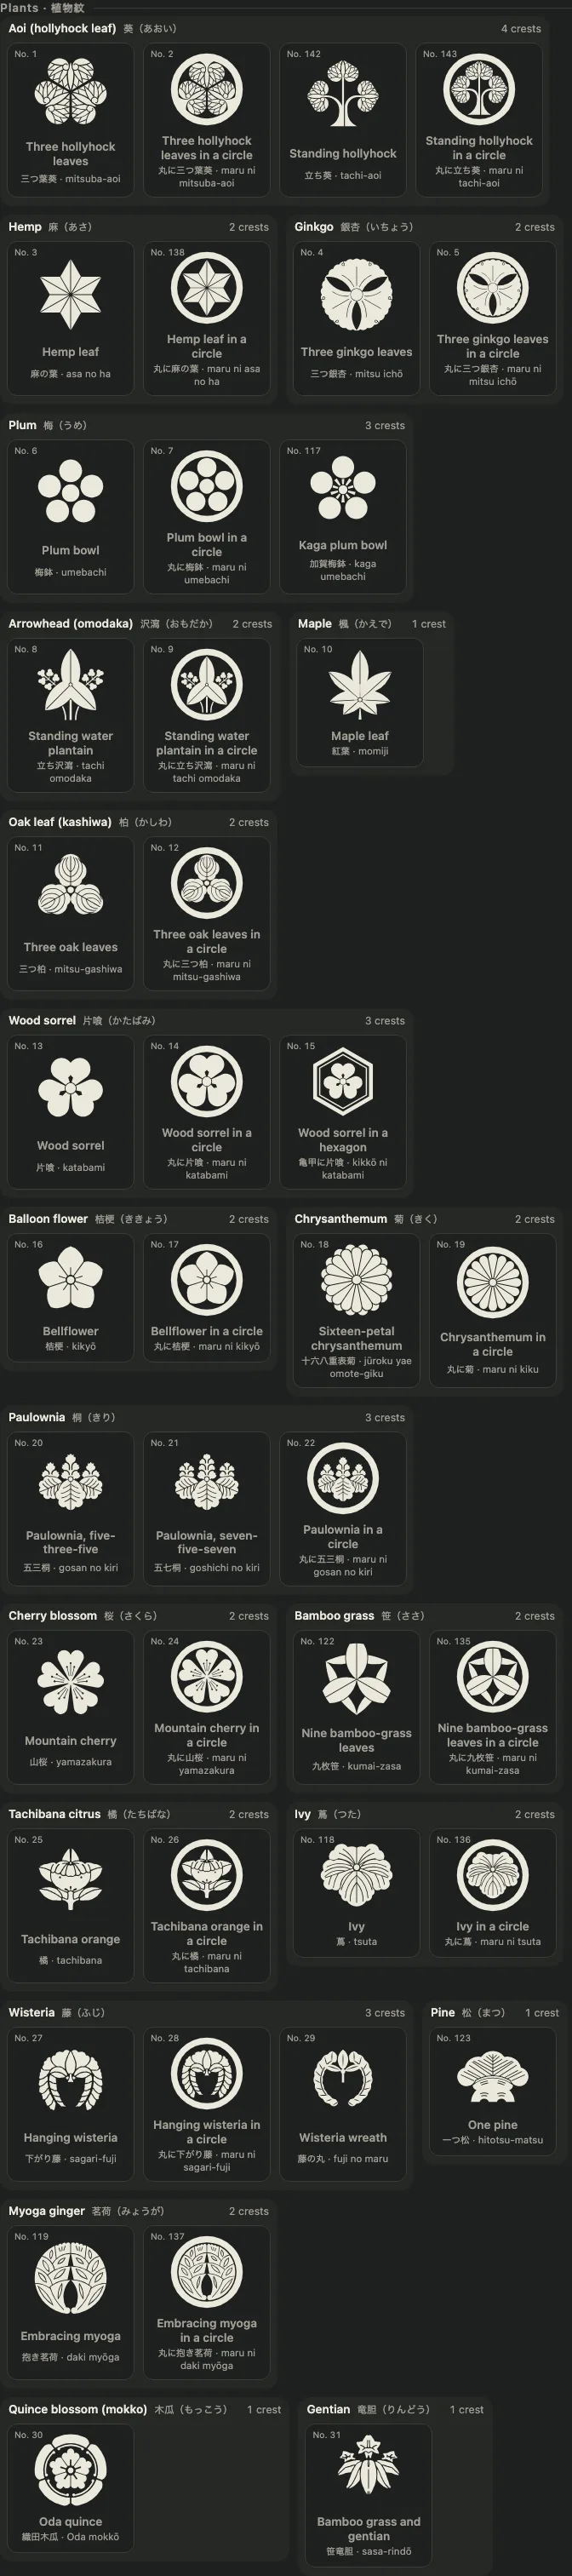 Plants · 植物紋
Aoi (hollyhock leaf) 葵（あおい） 4 crests
No. 1
Three hollyhock
leaves
三つ葉葵 · mitsuba-aoi
No. 2
Three hollyhock
leaves in a circle
丸に三つ葉葵 · maru ni
mitsuba-aoi
No. 142
Standing hollyhock
立ち葵 · tachi-aoi
No. 143
Standing hollyhock
in a circle
丸に立ち葵 · maru ni
tachi-aoi
Hemp 麻（あさ） 2 crests
No. 3
Hemp leaf
麻の葉 · asa no ha
No. 138
Hemp leaf in a
circle
丸に麻の葉 · maru ni asa
no ha
Ginkgo 銀杏（いちょう） 2 crests
No. 4
Three ginkgo leaves
三つ銀杏 · mitsu ichō
No. 5
Three ginkgo leaves
in a circle
丸に三つ銀杏 · maru ni
mitsu ichō
Plum 梅（うめ） 3 crests
No. 6
Plum bowl
梅鉢 · umebachi
No. 7
Plum bowl in a
circle
丸に梅鉢 · maru ni
umebachi
No. 117
Kaga plum bowl
加賀梅鉢 · kaga
umebachi
Arrowhead (omodaka) 沢瀉（おもだか） 2 crests
No. 8
Standing water
plantain
立ち沢瀉 · tachi
omodaka
No. 9
Standing water
plantain in a circle
丸に立ち沢瀉 · maru ni
tachi omodaka
Maple 楓（かえで） 1 crest
No. 10
Maple leaf
紅葉 · momiji
Oak leaf (kashiwa) 柏（かしわ） 2 crests
No. 11
Three oak leaves
三つ柏 · mitsu-gashiwa
No. 12
Three oak leaves in
a circle
丸に三つ柏 · maru ni
mitsu-gashiwa
Wood sorrel 片喰（かたばみ） 3 crests
No. 13
Wood sorrel
片喰 · katabami
No. 14
Wood sorrel in a
circle
丸に片喰 · maru ni
katabami
No. 15
Wood sorrel in a
hexagon
亀甲に片喰 · kikkō ni
katabami
Balloon flower 桔梗（ききょう） 2 crests
No. 16
Bellflower
桔梗 · kikyō
No. 17
Bellflower in a circle
丸に桔梗 · maru ni kikyō
Chrysanthemum 菊（きく） 2 crests
No. 18
Sixteen-petal
chrysanthemum
十六八重表菊 · jūroku yae
omote-giku
No. 19
Chrysanthemum in
a circle
丸に菊 · maru ni kiku
Paulownia 桐（きり） 3 crests
No. 20
Paulownia, five-
three-five
五三桐 · gosan no kiri
No. 21
Paulownia, seven-
five-seven
五七桐 · goshichi no kiri
No. 22
Paulownia in a
circle
丸に五三桐 · maru ni
gosan no kiri
Cherry blossom 桜（さくら） 2 crests
No. 23
Mountain cherry
山桜 · yamazakura
No. 24
Mountain cherry in
a circle
丸に山桜 · maru ni
yamazakura
Bamboo grass 笹（ささ） 2 crests
No. 122
Nine bamboo-grass
leaves
九枚笹 · kumai-zasa
No. 135
Nine bamboo-grass
leaves in a circle
丸に九枚笹 · maru ni
kumai-zasa
Tachibana citrus 橘（たちばな） 2 crests
No. 25
Tachibana orange
橘 · tachibana
No. 26
Tachibana orange in
a circle
丸に橘 · maru ni
tachibana
Ivy 蔦（つた） 2 crests
No. 118
Ivy
蔦 · tsuta
No. 136
Ivy in a circle
丸に蔦 · maru ni tsuta
Wisteria 藤（ふじ） 3 crests
No. 27
Hanging wisteria
下がり藤 · sagari-fuji
No. 28
Hanging wisteria in
a circle
丸に下がり藤 · maru ni
sagari-fuji
No. 29
Wisteria wreath
藤の丸 · fuji no maru
Pine 松（まつ） 1 crest
No. 123
One pine
一つ松 · hitotsu-matsu
Myoga ginger 茗荷（みょうが） 2 crests
No. 119
Embracing myoga
抱き茗荷 · daki myōga
No. 137
Embracing myoga
in a circle
丸に抱き茗荷 · maru ni
daki myōga
Quince blossom (mokko) 木瓜（もっこう） 1 crest
No. 30
Oda quince
織田木瓜 · Oda mokkō
Gentian 竜胆（りんどう） 1 crest
No. 31
Bamboo grass and
gentian
笹竜胆 · sasa-rindō